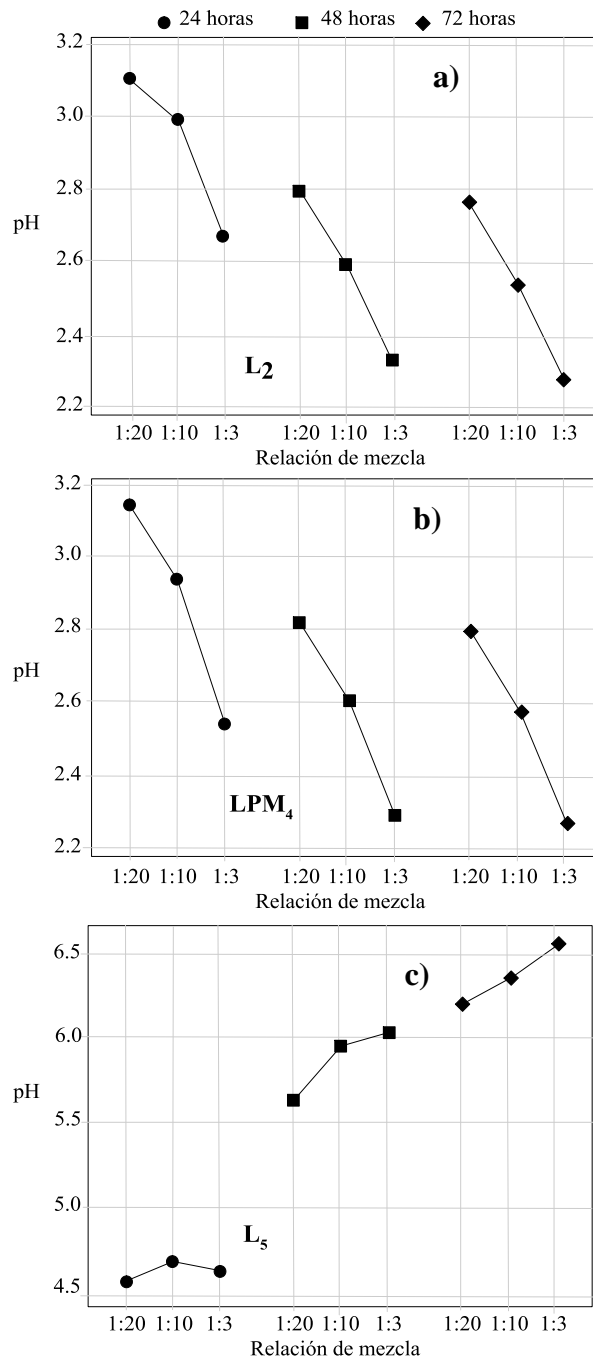 24 horas 48 horas 72 horas
a)
3.2
3.0
2.8
2.6
2.4
2.2
pH
L2
1:20 1:10 1:3 1:20 1:10 1:3 1:20 1:10 1:3
Relación de mezcla
b)
3.2
3.0
2.8
2.6
2.4
2.2
pH
LPM4
1:20 1:10 1:3 1:20 1:10 1:3 1:20 1:10 1:3
Relación de mezcla
c)
6.5
6.0
5.5
5.0
4.5
pH
L5
1:20 1:10 1:3 1:20 1:10 1:3 1:20 1:10 1:3
Relación de mezcla